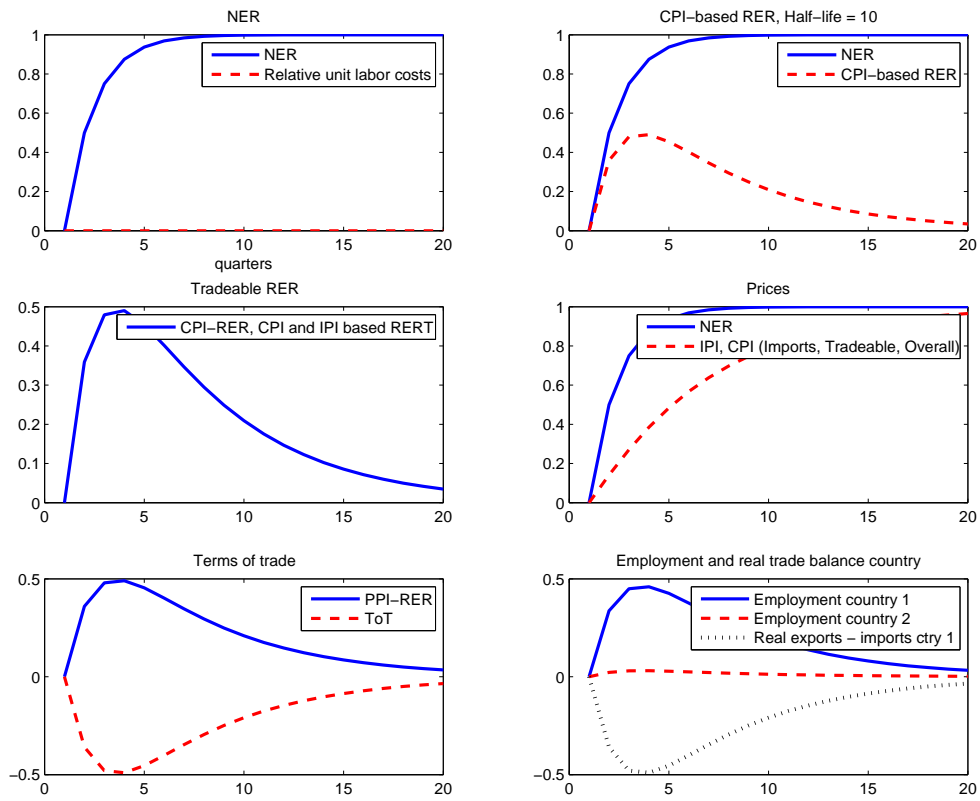 NER
1
0.8
0.6
0.4
0.2
0
0 5 10 15 20
quarters
NER
Relative unit labor costs
CPI−based RER, Half−life = 10
1
0.8
0.6
0.4
0.2
0
0 5 10 15 20
NER
CPI−based RER
Tradeable RER
0.5
0.4
0.3
0.2
0.1
0
0 5 10 15 20
CPI−RER, CPI and IPI based RERT
Prices
1
0.8
0.6
0.4
0.2
0
0 5 10 15 20
NER
IPI, CPI (Imports, Tradeable, Overall)
Terms of trade
0.5
0
−0.5
0 5 10 15 20
PPI−RER
ToT
Employment and real trade balance country
0.5
0
−0.5
0 5 10 15 20
Employment country 1
Employment country 2
Real exports − imports ctry 1